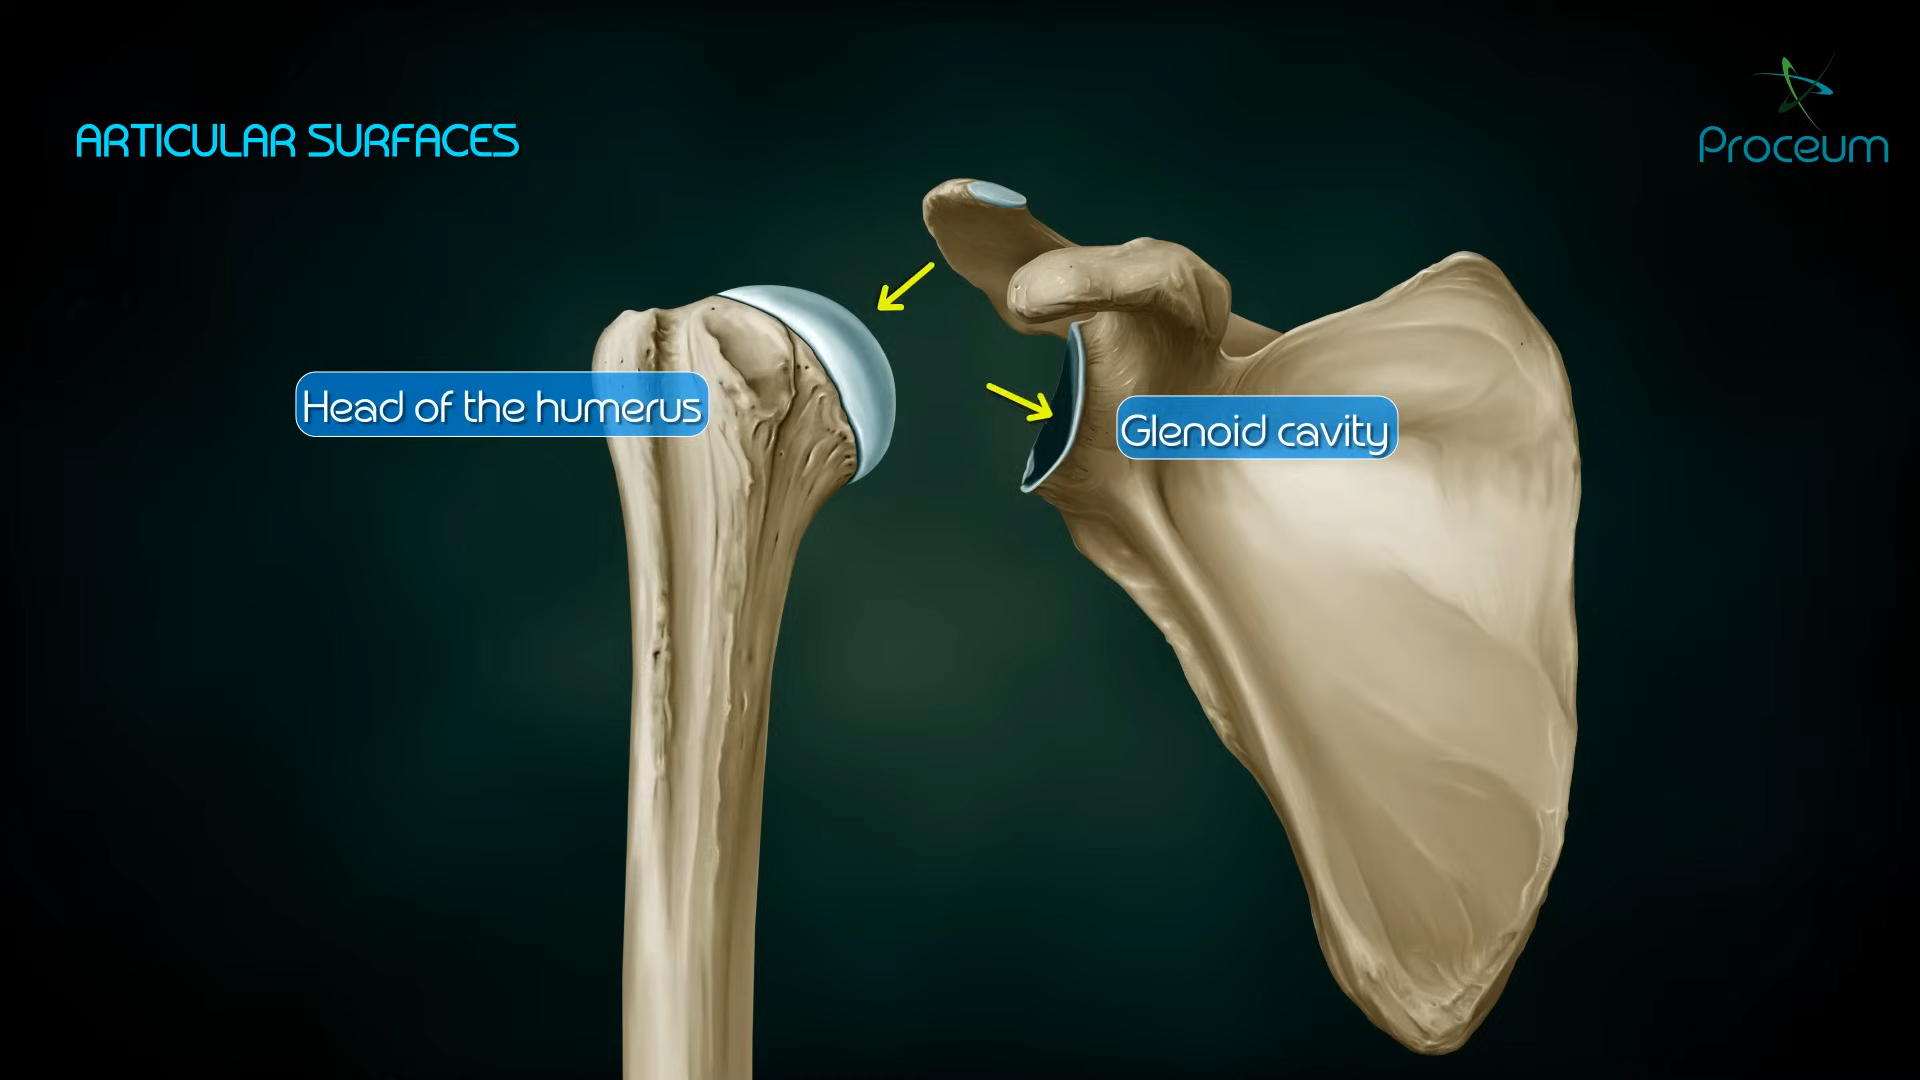 ARTICULAR SURFACES
Proceum
Head of the humerus
Glenoid cavity